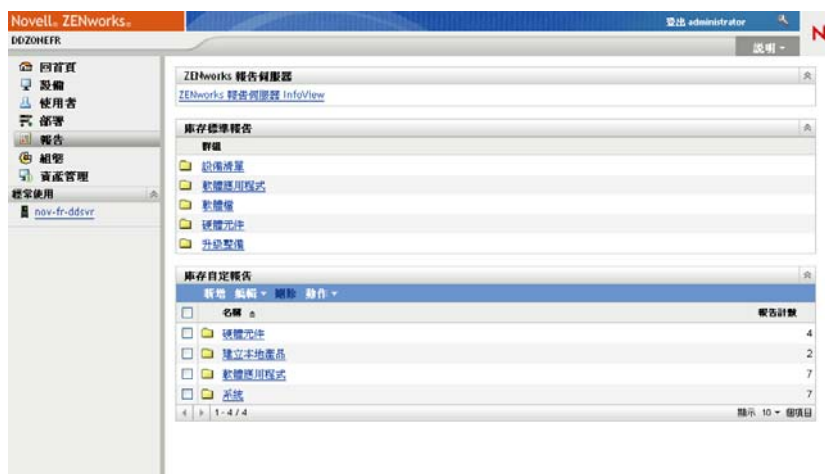 Novell® ZENworks®
登出 administrator
N
DDZONEFR
說明
回首頁
設備
使用者
部署
報告
組態
資產管理
經常使用
nov-fr-ddsvr
ZENworks 報告伺服器
ZENworks 報告伺服器 InfoView
庫存標準報告
群組
設備清單
軟體應用程式
軟體檔
硬體元件
升級整備
庫存自定報告
新增 編輯 刪除 動作
名稱 報告計數
硬體元件 4
建立本地產品 2
軟體應用程式 7
系統 7
1 - 4 / 4 顯示 10 個項目